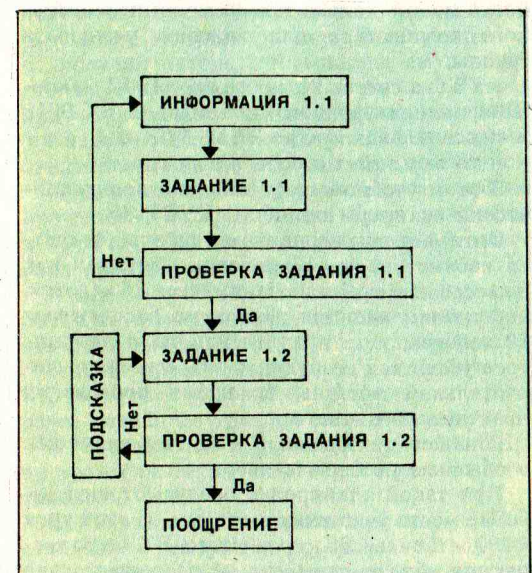 ИНФОРМАЦИЯ 1.1
ЗАДАНИЕ 1.1
Нет
ПРОВЕРКА ЗАДАНИЯ 1.1
Да
ЗАДАНИЕ 1.2
ПОДСКАЗКА
Нет
ПРОВЕРКА ЗАДАНИЯ 1.2
Да
ПООЩРЕНИЕ